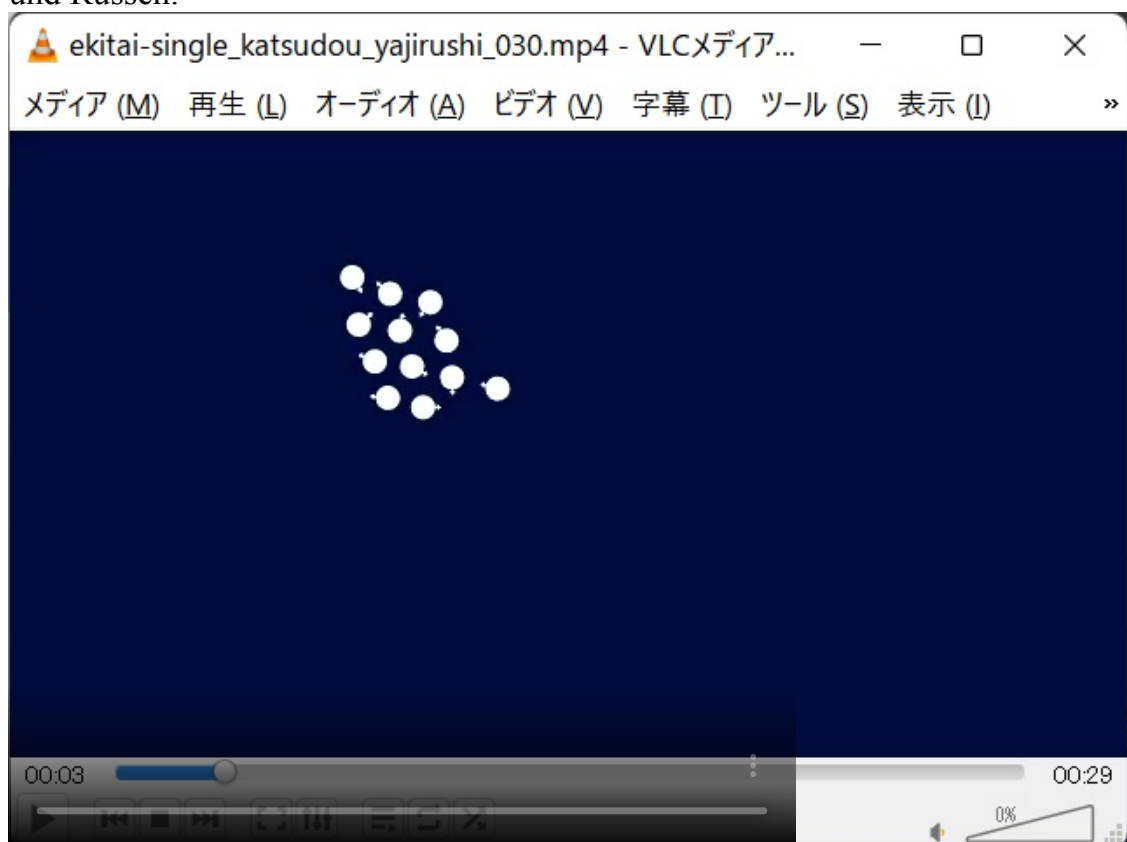 and Russell.
ekitai-single_katsudou_yajirushi_030.mp4 - VLCメディア...
メディア (M) 再生 (L) オーディオ (A) ビデオ (V) 字幕 (T) ツール (S) 表示 (I) »
00:03 00:29
0%